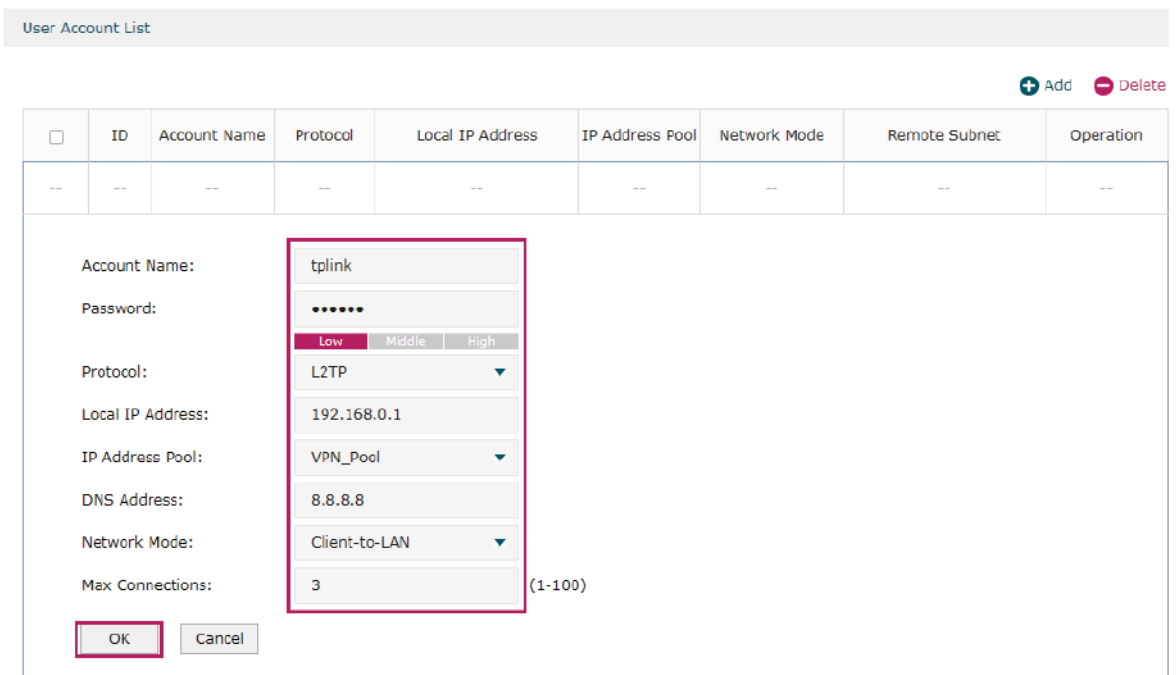 User Account List
Add Delete
ID Account Name Protocol Local IP Address IP Address Pool Network Mode Remote Subnet Operation
-- -- -- -- -- -- -- -- --
Account Name: tplink
Password: ••••••
Low Middle High
Protocol: L2TP
Local IP Address: 192.168.0.1
IP Address Pool: VPN_Pool
DNS Address: 8.8.8.8
Network Mode: Client-to-LAN
Max Connections: 3 (1-100)
OK Cancel